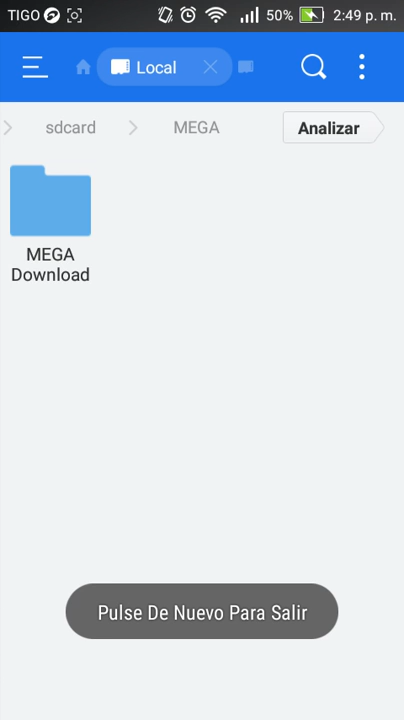 TIGO 50% 2:49 p. m.
Local
sdcard MEGA Analizar
MEGA
Download
Pulse De Nuevo Para Salir